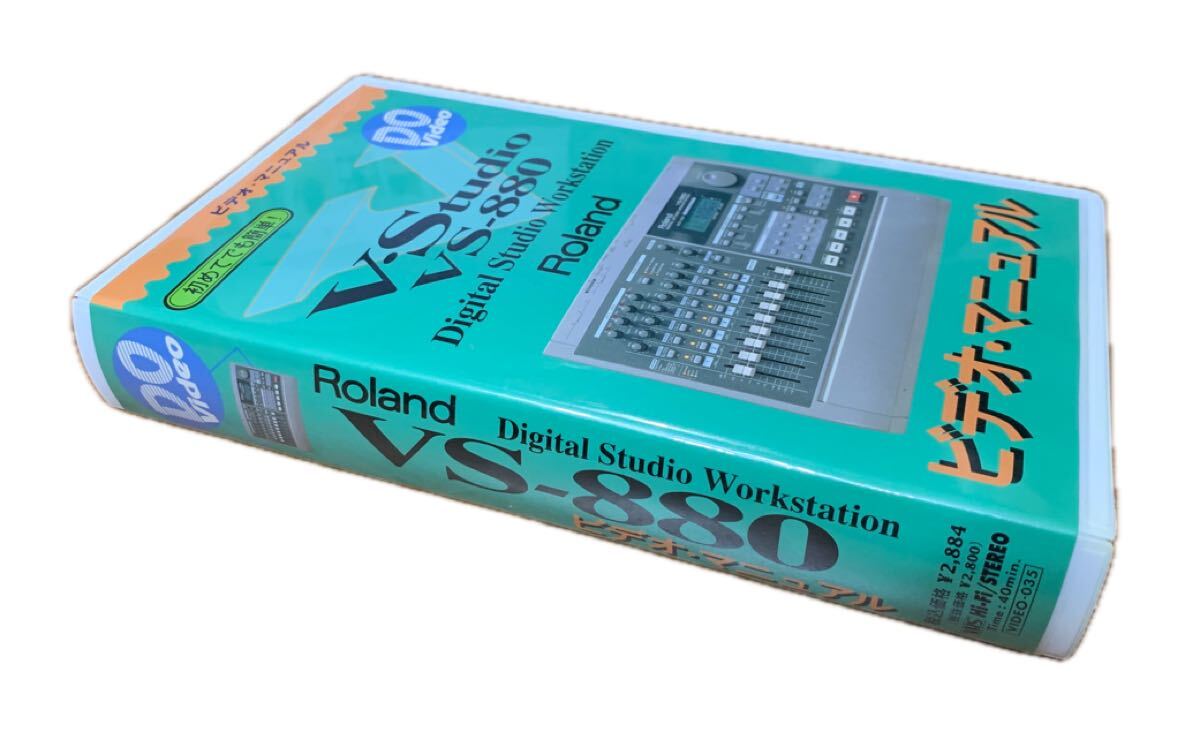 ビデオ・マニュアル
初めてでも簡単!
DO
Video
V·Studio
VS-880
Digital Studio Workstation
Roland
ビデオ・マニュアル
DO
Video
Roland
Digital Studio Workstation
VS-880
ビデオ・マニュアル
税込価格 ¥2,884
(税抜価格 ¥2,800)
VHS Hi-Fi/STEREO
Time:40min.
VIDEO-035